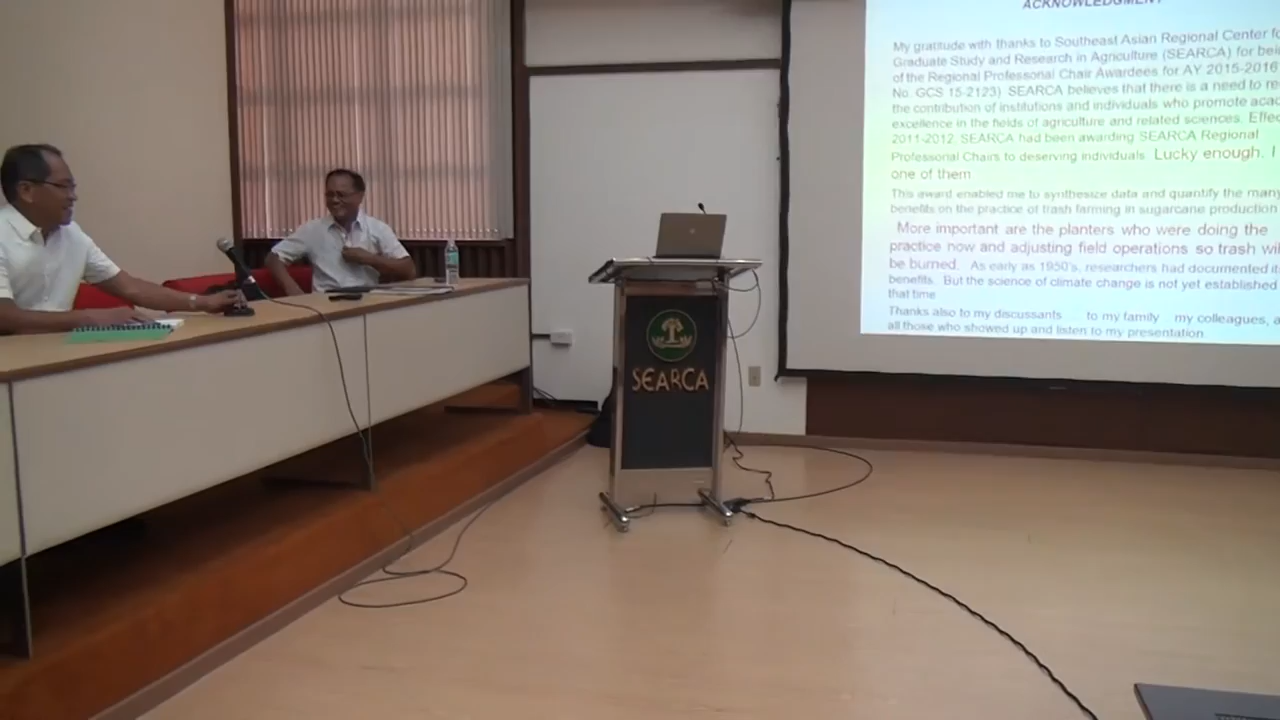 ACKNOWLEDGMENT
My gratitude with thanks to Southeast Asian Regional Center
Graduate Study and Research in Agriculture (SEARCA) for
of the Regional Professional Chair Awardees for AY 2015-2016
No. GCS 15-2123) SEARCA believes that there is a need to
the contribution of institutions and individuals who promote
excellence in the fields of agriculture and related sciences.
2011-2012, SEARCA had been awarding SEARCA Regional
Professional Chairs to deserving individuals. Lucky enough, I
one of them
This award enabled me to synthesize data and quantify the many
benefits on the practice of trash farming in sugarcane production
More important are the planters who were doing the
practice now and adjusting field operations so trash
be burned. As early as 1950's, researchers had documented
benefits. But the science of climate change is not yet established
that time
Thanks also to my discussants to my family my colleagues,
all those who showed up and listen to my presentation
SEARCA